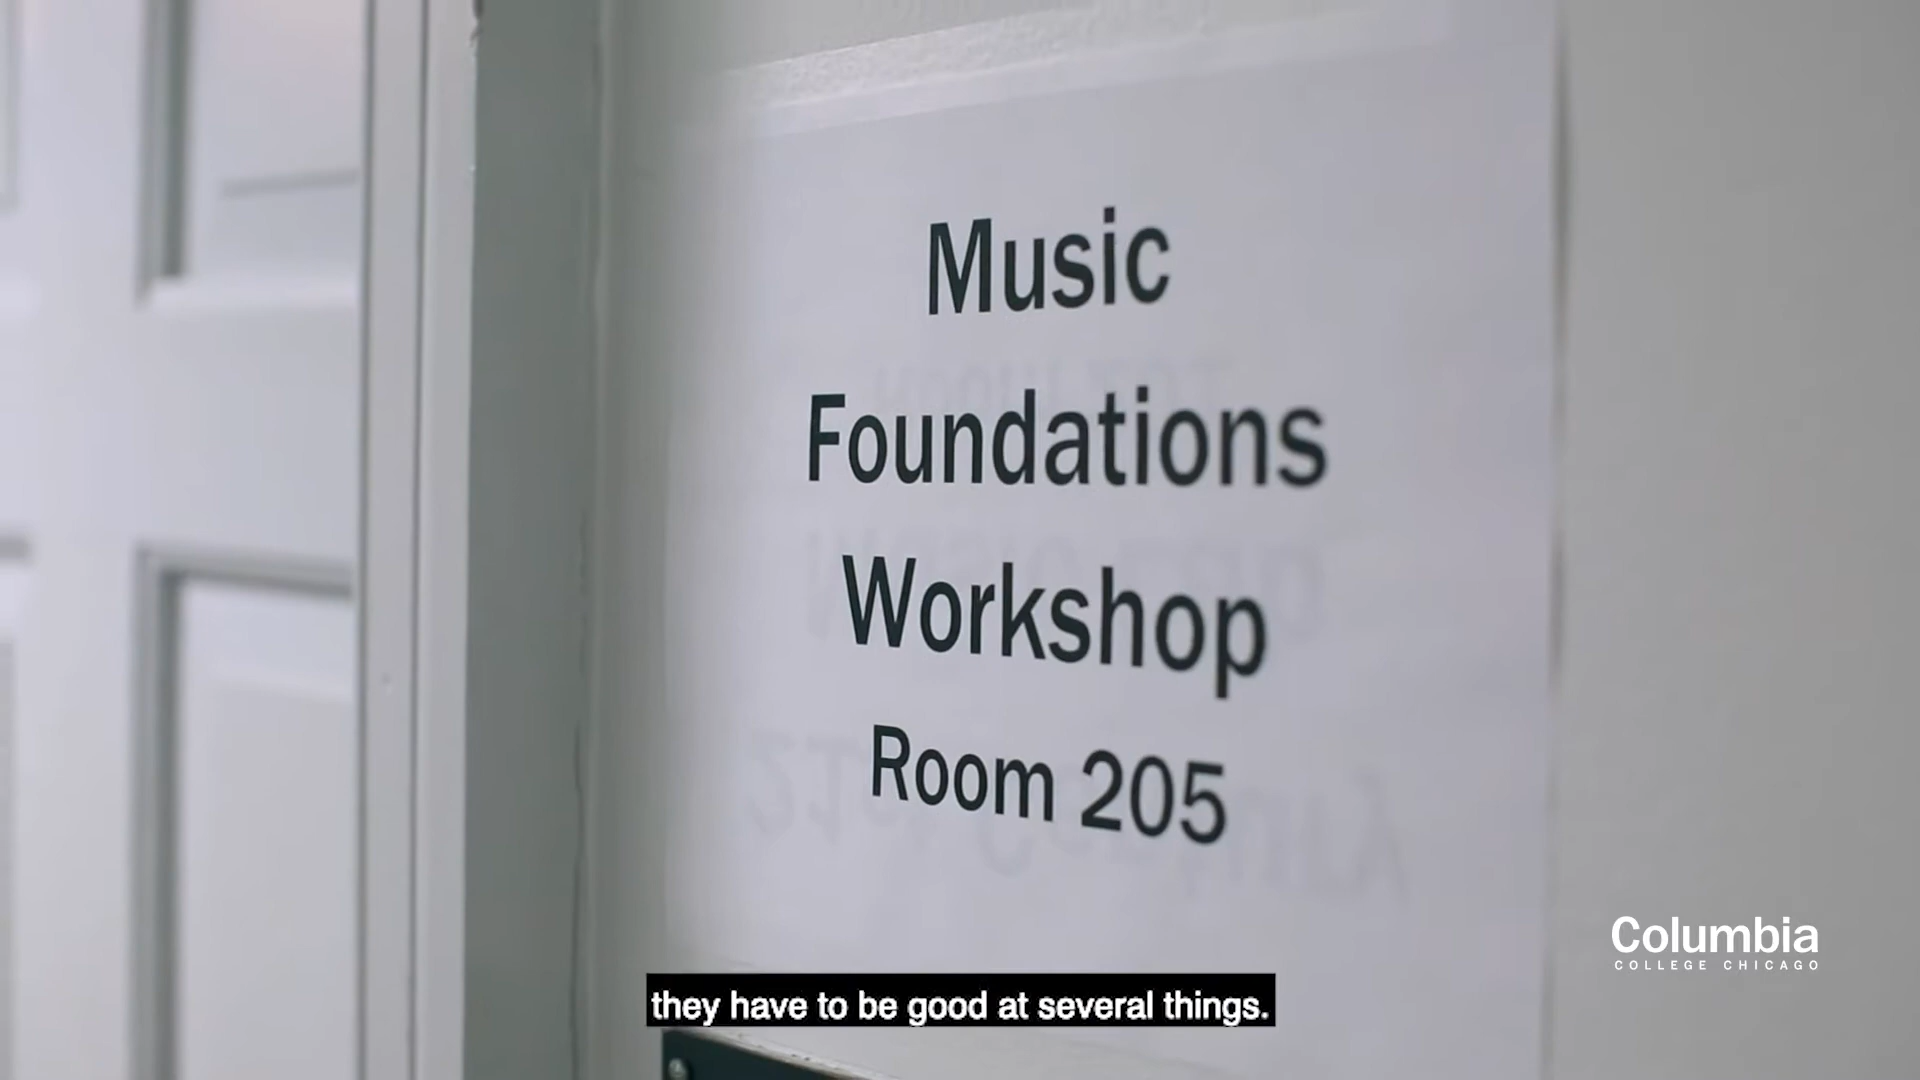 Music
Foundations
Workshop
Room 205
Columbia
COLLEGE CHICAGO
they have to be good at several things.